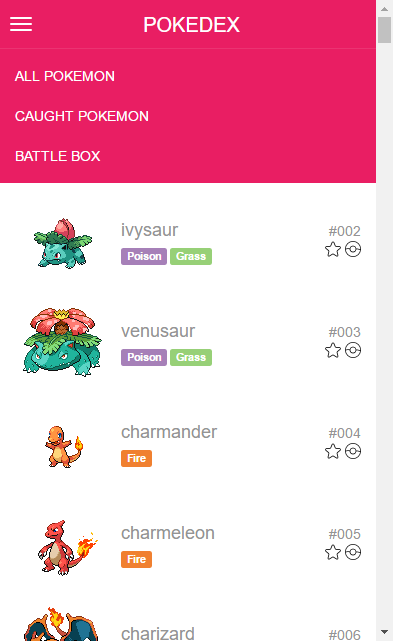 POKEDEX
ALL POKEMON
CAUGHT POKEMON
BATTLE BOX
ivysaur #002
Poison Grass
venusaur #003
Poison Grass
charmander #004
Fire
charmeleon #005
Fire
charizard #006